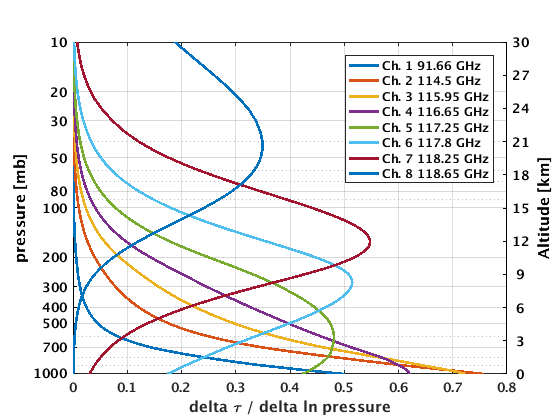 10
20
30
50
80
100
200
300
400
500
700
1000
pressure [mb]
0
0.1
0.2
0.3
0.4
0.5
0.6
0.7
0.8
delta τ / delta ln pressure
30
27
24
21
18
15
12
9
6
3
0
Altitude [km]
Ch. 1 91.66 GHz
Ch. 2 114.5 GHz
Ch. 3 115.95 GHz
Ch. 4 116.65 GHz
Ch. 5 117.25 GHz
Ch. 6 117.8 GHz
Ch. 7 118.25 GHz
Ch. 8 118.65 GHz